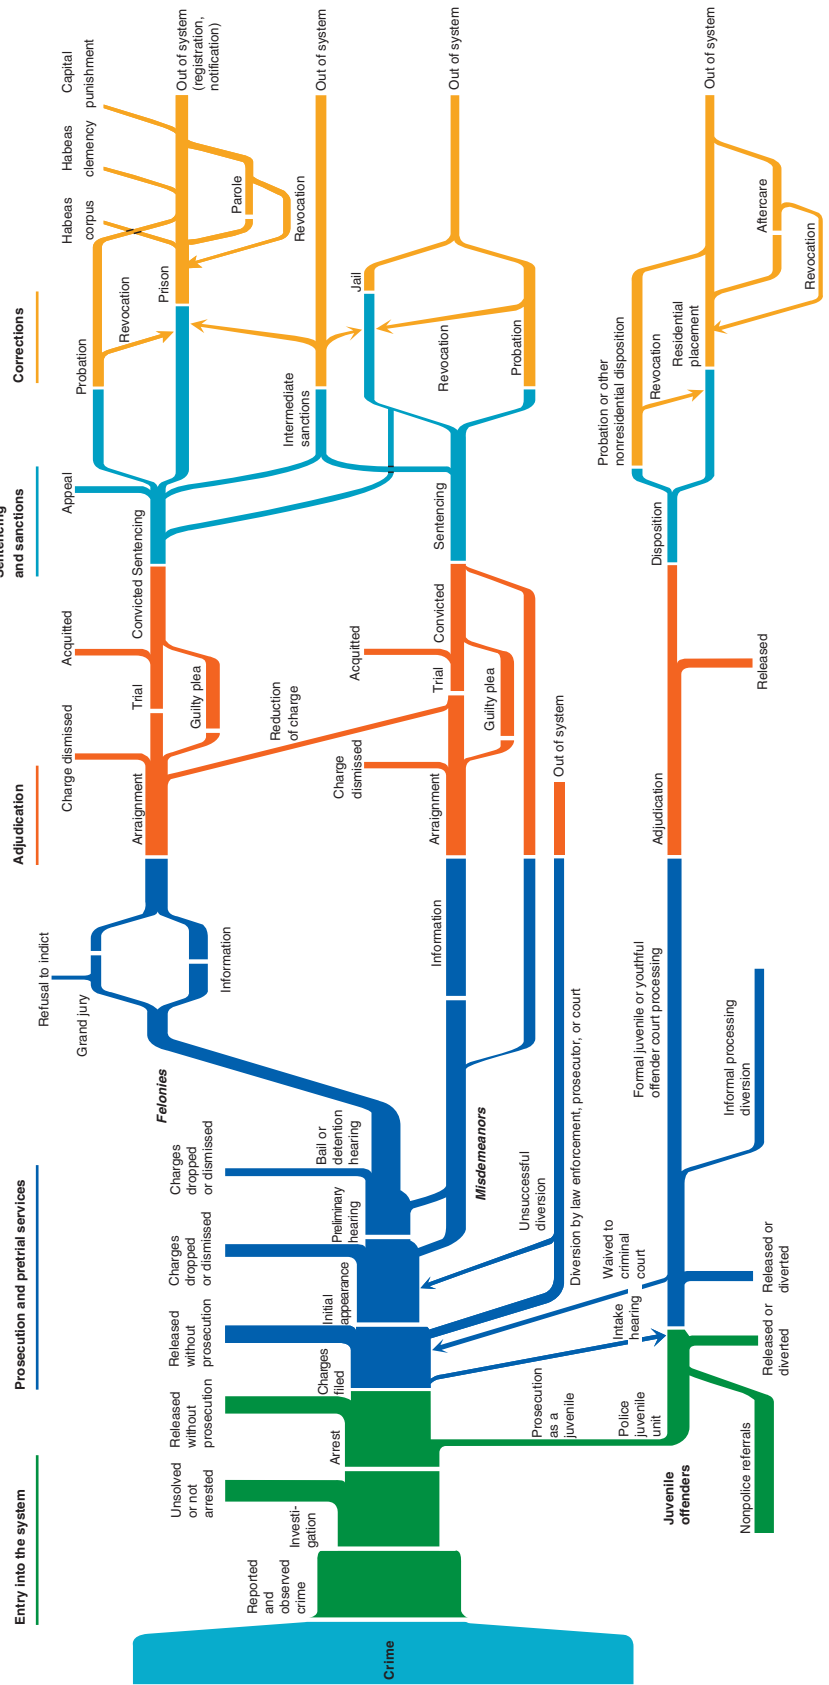 Entry into the system
Prosecution and pretrial services
Adjudication
Sentencing
and sanctions
Corrections
Crime
Reported
and
observed
crime
Investi-
gation
Unsolved
or not
arrested
Arrest
Released
without
prosecution
Charges
filed
Released
without
prosecution
Initial
appearance
Charges
dropped
or dismissed
Preliminary
hearing
Charges
dropped
or dismissed
Bail or
detention
hearing
Felonies
Grand jury
Refusal to indict
Information
Arraignment
Charge dismissed
Trial
Acquitted
Guilty plea
Convicted
Sentencing
Appeal
Probation
Revocation
Prison
Habeas
corpus
Habeas
clemency
Capital
punishment
Parole
Revocation
Out of system
(registration,
notification)
Reduction
of charge
Intermediate
sanctions
Out of system
Misdemeanors
Information
Arraignment
Charge
dismissed
Trial
Acquitted
Guilty plea
Convicted
Sentencing
Jail
Revocation
Probation
Out of system
Unsuccessful
diversion
Diversion by law enforcement, prosecutor, or court
Out of system
Prosecution
as a
juvenile
Waived to
criminal
court
Juvenile
offenders
Police
juvenile
unit
Intake
hearing
Nonpolice referrals
Released or
diverted
Released or
diverted
Formal juvenile or youthful
offender court processing
Informal processing
diversion
Adjudication
Released
Disposition
Probation or other
nonresidential disposition
Revocation
Residential
placement
Aftercare
Revocation
Out of system